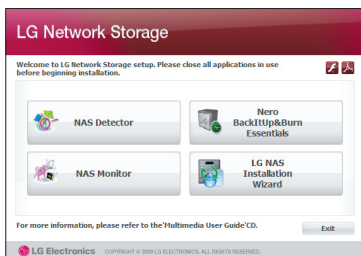 LG Network Storage
Welcome to LG Network Storage setup. Please close all applications in use
before beginning installation.
NAS Detector
Nero
BackItUp&Burn
Essentials
NAS Monitor
LG NAS
Installation
Wizard
For more information, please refer to the'Multimedia User Guide'CD.
Exit
LG Electronics COPYRIGHT © 2009 LG ELECTRONICS. ALL RIGHTS RESERVED.